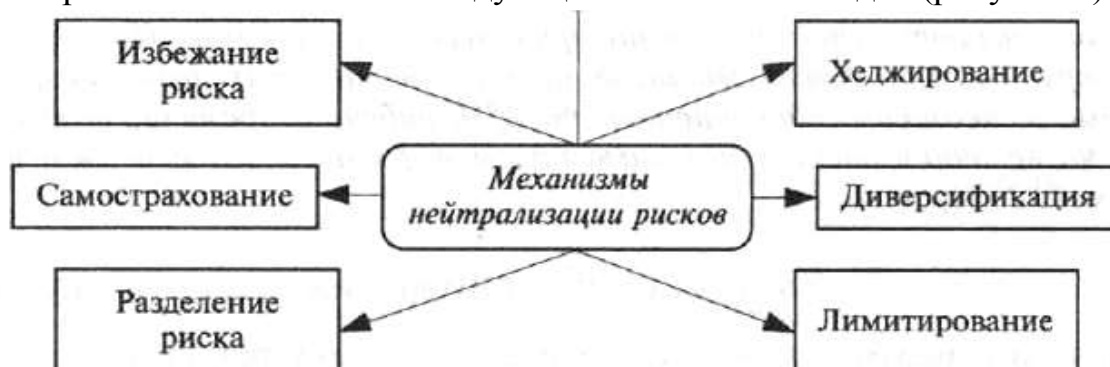 Избежание
риска
Хеджирование
Самострахование
Механизмы
нейтрализации рисков
Диверсификация
Разделение
риска
Лимитирование